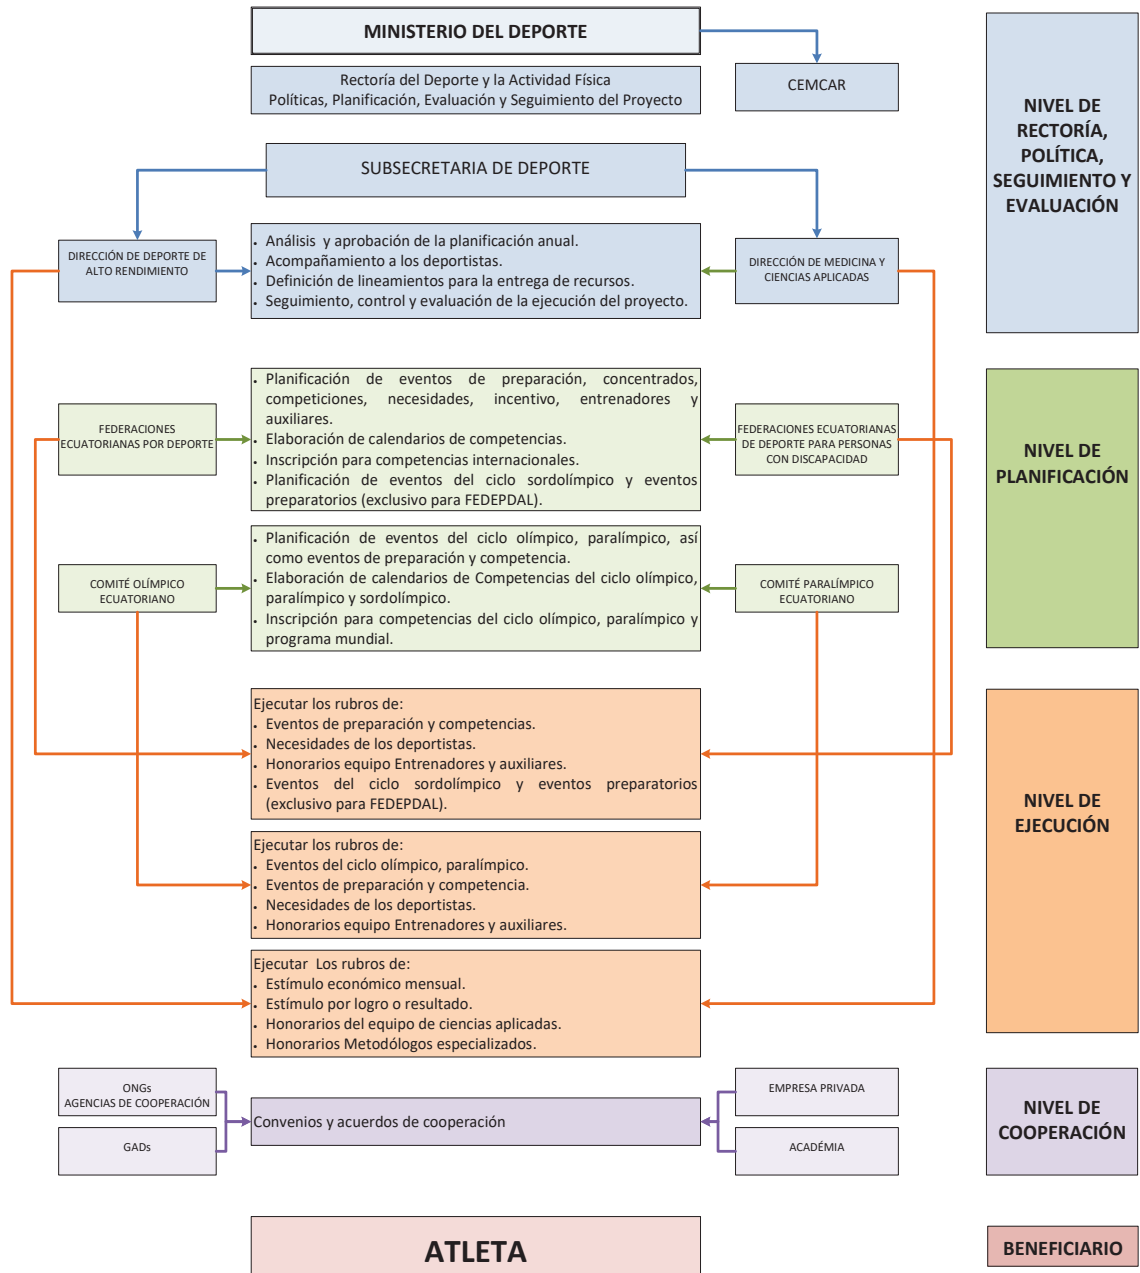 MINISTERIO DEL DEPORTE
Rectoría del Deporte y la Actividad Física
Políticas, Planificación, Evaluación y Seguimiento del Proyecto
CEMCAR
NIVEL DE
RECTORÍA,
POLÍTICA,
SEGUIMIENTO Y
EVALUACIÓN
SUBSECRETARIA DE DEPORTE
DIRECCIÓN DE DEPORTE DE
ALTO RENDIMIENTO
• Análisis y aprobación de la planificación anual.
• Acompañamiento a los deportistas.
• Definición de lineamientos para la entrega de recursos.
• Seguimiento, control y evaluación de la ejecución del proyecto.
DIRECCIÓN DE MEDICINA Y
CIENCIAS APLICADAS
FEDERACIONES
ECUATORIANAS POR DEPORTE
• Planificación de eventos de preparación, concentrados,
competiciones, necesidades, incentivo, entrenadores y
auxiliares.
• Elaboración de calendarios de competencias.
• Inscripción para competencias internacionales.
• Planificación de eventos del ciclo sordolímpico y eventos
preparatorios (exclusivo para FEDEPDAL).
FEDERACIONES ECUATORIANAS
DE DEPORTE PARA PERSONAS
CON DISCAPACIDAD
NIVEL DE
PLANIFICACIÓN
COMITÉ OLÍMPICO
ECUATORIANO
• Planificación de eventos del ciclo olímpico, paralímpico, así
como eventos de preparación y competencia.
• Elaboración de calendarios de Competencias del ciclo olímpico,
paralímpico y sordolímpico.
• Inscripción para competencias del ciclo olímpico, paralímpico y
programa mundial.
COMITÉ PARALÍMPICO
ECUATORIANO
Ejecutar los rubros de:
• Eventos de preparación y competencias.
• Necesidades de los deportistas.
• Honorarios equipo Entrenadores y auxiliares.
• Eventos del ciclo sordolímpico y eventos preparatorios
(exclusivo para FEDEPDAL).
NIVEL DE
EJECUCIÓN
Ejecutar los rubros de:
• Eventos del ciclo olímpico, paralímpico.
• Eventos de preparación y competencia.
• Necesidades de los deportistas.
• Honorarios equipo Entrenadores y auxiliares.
Ejecutar Los rubros de:
• Estímulo económico mensual.
• Estímulo por logro o resultado.
• Honorarios del equipo de ciencias aplicadas.
• Honorarios Metodólogos especializados.
ONGs
AGENCIAS DE COOPERACIÓN
GADs
Convenios y acuerdos de cooperación
EMPRESA PRIVADA
ACADÉMIA
NIVEL DE
COOPERACIÓN
ATLETA
BENEFICIARIO